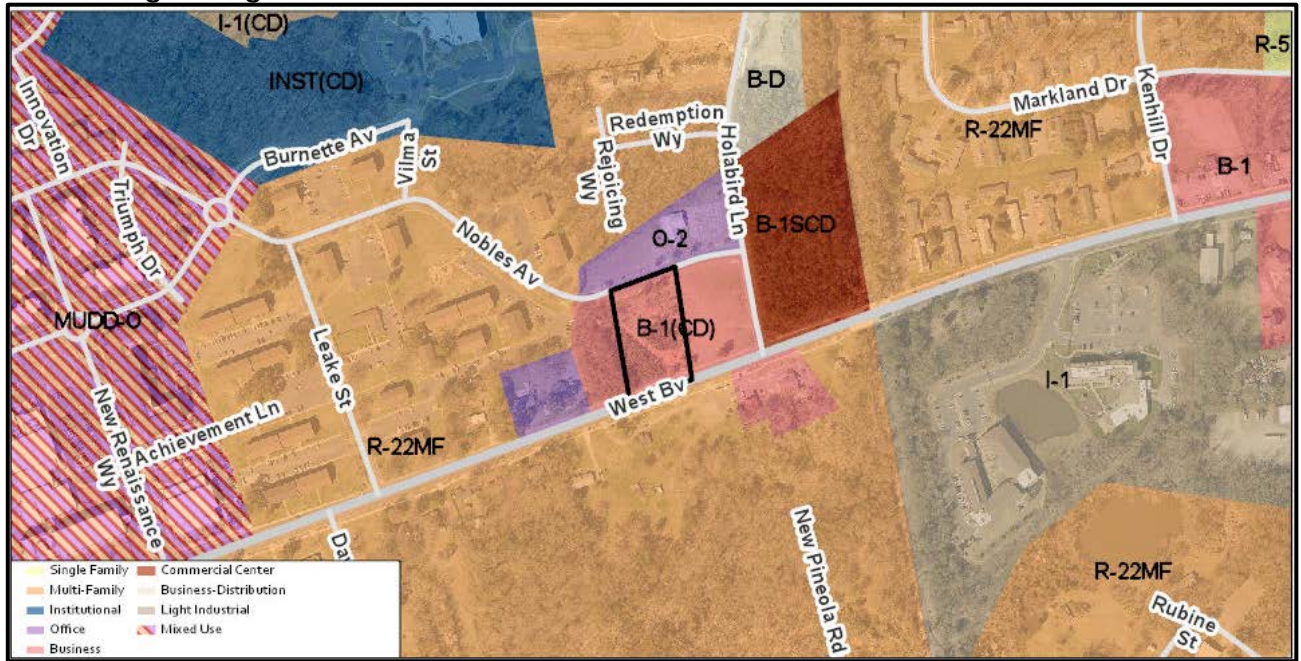 I-1(CD)
INST(CD)
B-D
R-5
Innovation
Dr
Triumph Dr
Burnette Av
Vilma
St
Redemption
Wy
Rejoicing
Wy
Holabird Ln
Markland Dr
R-22MF
Kenhill Dr
B-1
Nobles Av
O-2
B-1SCD
MUDD-O
Leake St
B-1(CD)
West Bv
I-1
New Renaissance
Wy
Achievement Ln
R-22MF
New Pineola Rd
R-22MF
Rubine
St
Single Family
Commercial Center
Multi-Family
Business-Distribution
Institutional
Light Industrial
Office
Mixed Use
Business